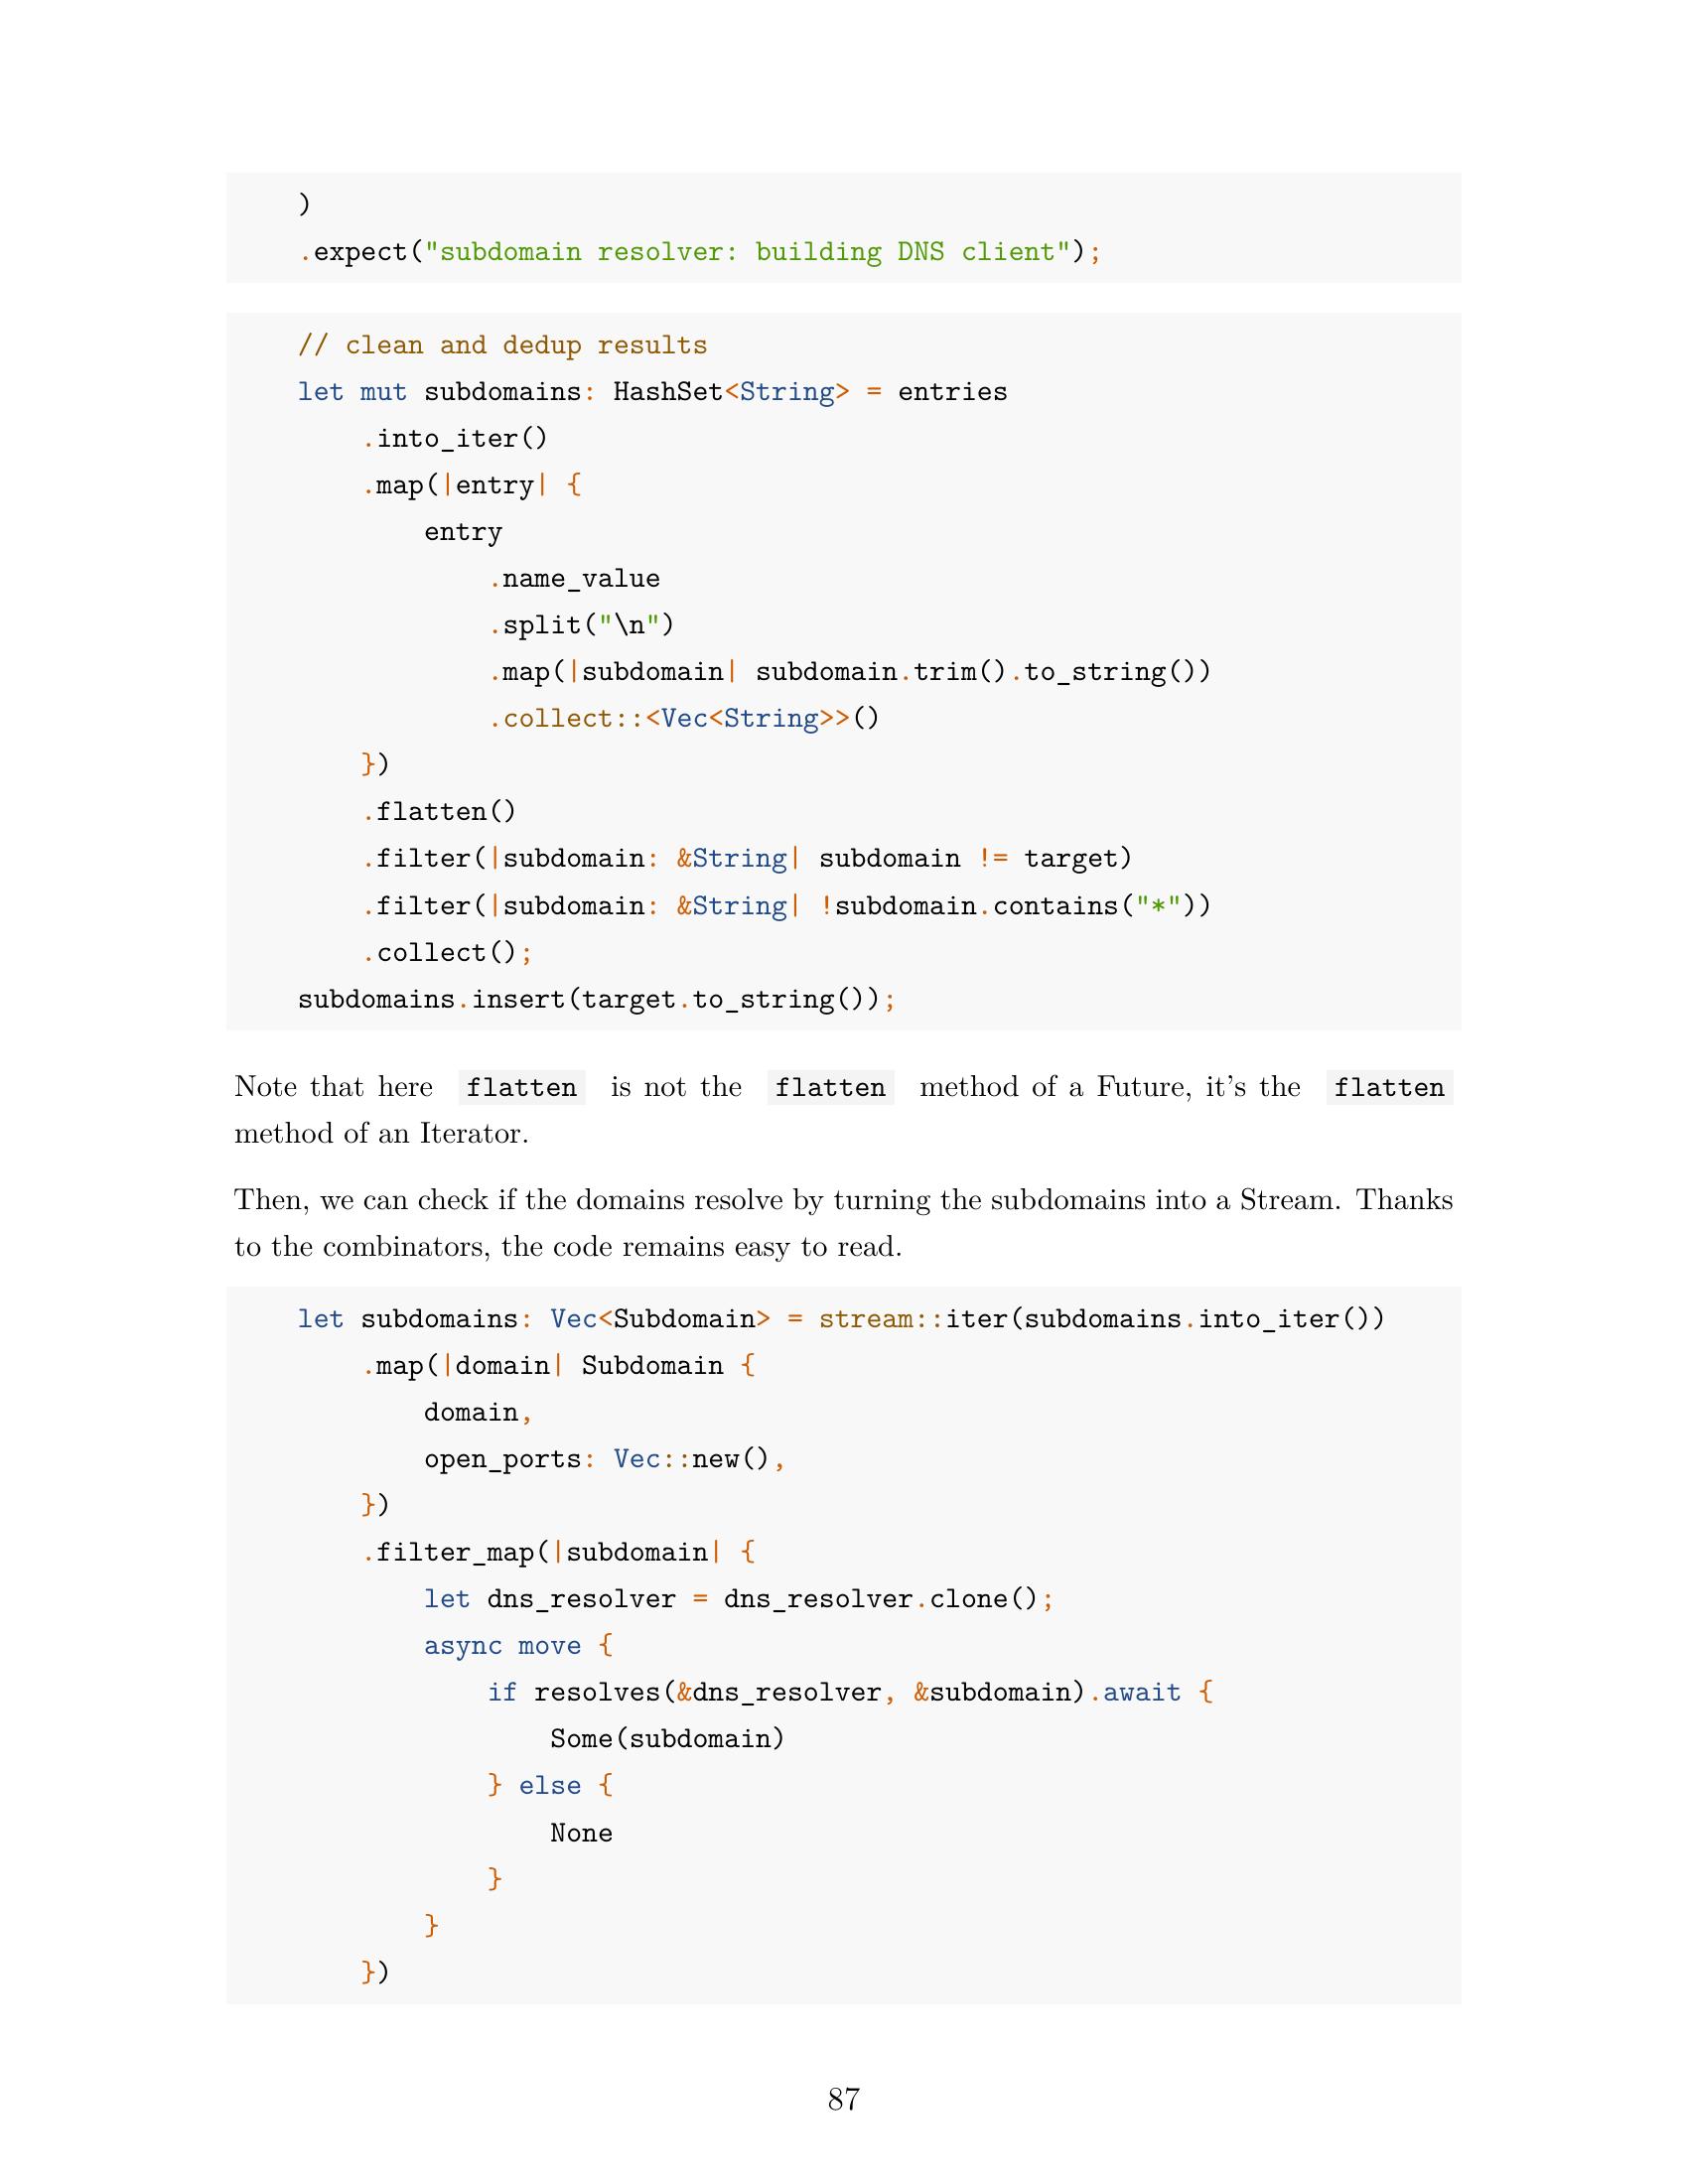 )
    .expect("subdomain resolver: building DNS client");
    // clean and dedup results
    let mut subdomains: HashSet<String> = entries
        .into_iter()
        .map(|entry| {
            entry
                .name_value
                .split("\n")
                .map(|subdomain| subdomain.trim().to_string())
                .collect::<Vec<String>>()
        })
        .flatten()
        .filter(|subdomain: &String| subdomain != target)
        .filter(|subdomain: &String| !subdomain.contains("*"))
        .collect();
    subdomains.insert(target.to_string());
Note that here flatten is not the flatten method of a Future, it's the flatten
method of an Iterator.
Then, we can check if the domains resolve by turning the subdomains into a Stream. Thanks
to the combinators, the code remains easy to read.
    let subdomains: Vec<Subdomain> = stream::iter(subdomains.into_iter())
        .map(|domain| Subdomain {
            domain,
            open_ports: Vec::new(),
        })
        .filter_map(|subdomain| {
            let dns_resolver = dns_resolver.clone();
            async move {
                if resolves(&dns_resolver, &subdomain).await {
                    Some(subdomain)
                } else {
                    None
                }
            }
        })
87